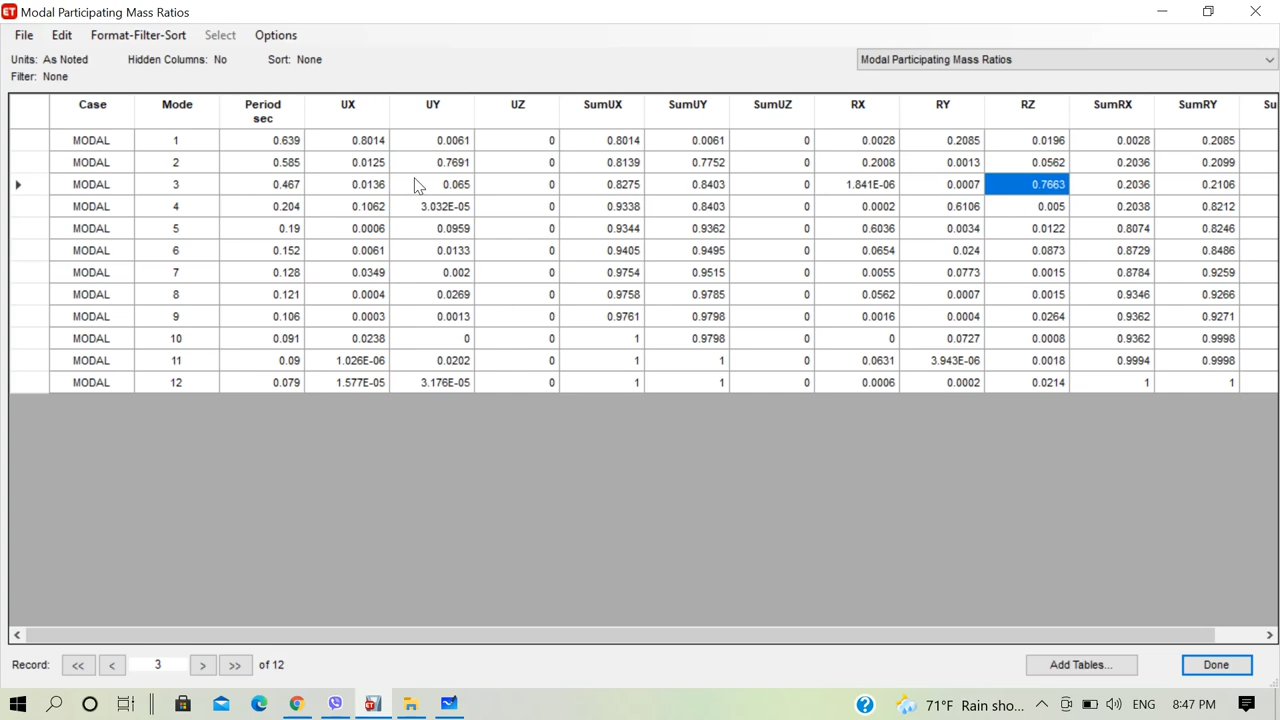 ET Modal Participating Mass Ratios
File Edit Format-Filter-Sort Select Options
Units: As Noted Hidden Columns: No Sort: None Modal Participating Mass Ratios
Filter: None
Case Mode Period UX UY UZ SumUX SumUY SumUZ RX RY RZ SumRX SumRY Su
sec
MODAL 1 0.639 0.8014 0.0061 0 0.8014 0.0061 0 0.0028 0.2085 0.0196 0.0028 0.2085
MODAL 2 0.585 0.0125 0.7691 0 0.8139 0.7752 0 0.2008 0.0013 0.0562 0.2036 0.2099
MODAL 3 0.467 0.0136 0.065 0 0.8275 0.8403 0 1.841E-06 0.0007 0.7663 0.2036 0.2106
MODAL 4 0.204 0.1062 3.032E-05 0 0.9338 0.8403 0 0.0002 0.6106 0.005 0.2038 0.8212
MODAL 5 0.19 0.0006 0.0959 0 0.9344 0.9362 0 0.6036 0.0034 0.0122 0.8074 0.8246
MODAL 6 0.152 0.0061 0.0133 0 0.9405 0.9495 0 0.0654 0.024 0.0873 0.8729 0.8486
MODAL 7 0.128 0.0349 0.002 0 0.9754 0.9515 0 0.0055 0.0773 0.0015 0.8784 0.9259
MODAL 8 0.121 0.0004 0.0269 0 0.9758 0.9785 0 0.0562 0.0007 0.0015 0.9346 0.9266
MODAL 9 0.106 0.0003 0.0013 0 0.9761 0.9798 0 0.0016 0.0004 0.0264 0.9362 0.9271
MODAL 10 0.091 0.0238 0 0 1 0.9798 0 0 0.0727 0.0008 0.9362 0.9998
MODAL 11 0.09 1.026E-06 0.0202 0 1 1 0 0.0631 3.943E-06 0.0018 0.9994 0.9998
MODAL 12 0.079 1.577E-05 3.176E-05 0 1 1 0 0.0006 0.0002 0.0214 1 1
Record: << < 3 > >> of 12 Add Tables... Done
71°F Rain sho... ENG 8:47 PM